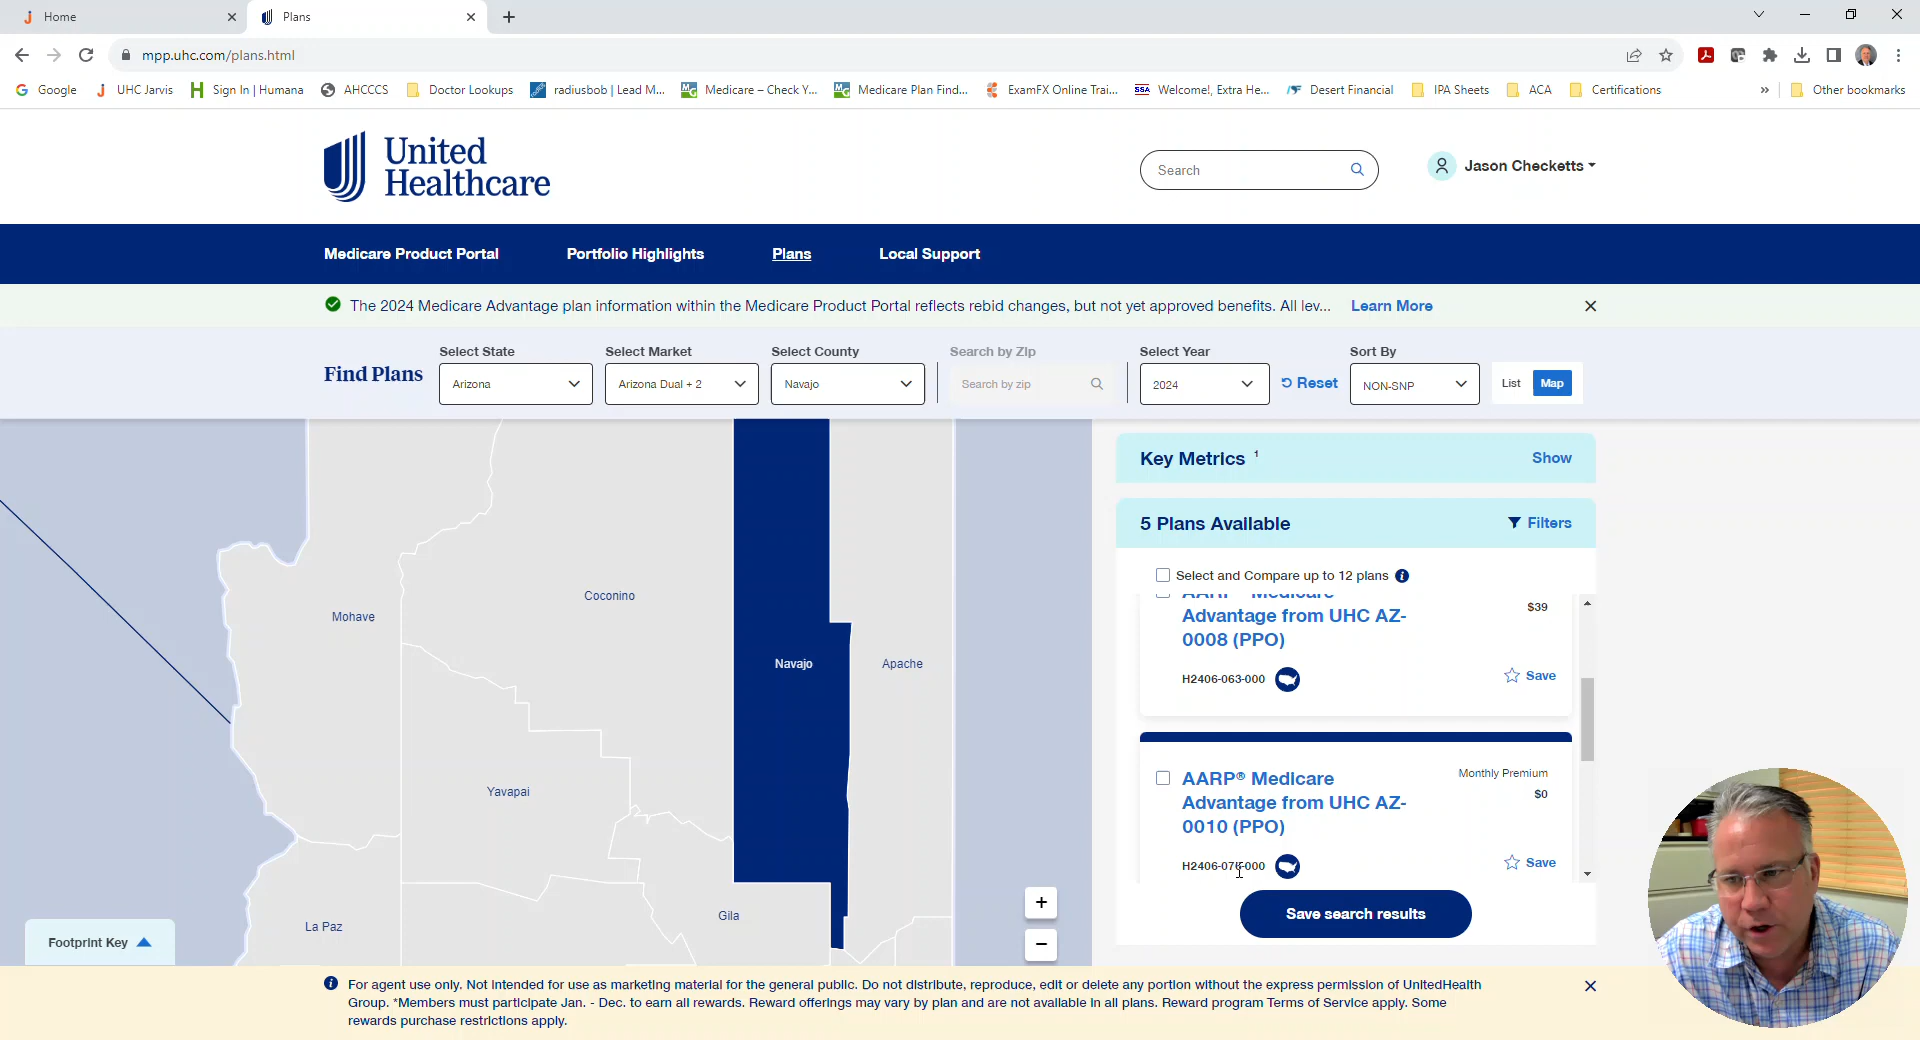 Home
Plans
mpp.uhc.com/plans.html
Google
UHC Jarvis
Sign In | Humana
AHCCCS
Doctor Lookups
radiusbob | Lead M...
Medicare – Check Y...
Medicare Plan Find...
ExamFX Online Trai...
Welcome!, Extra He...
Desert Financial
IPA Sheets
ACA
Certifications
»
Other bookmarks
United
Healthcare
Search
Jason Checketts
Medicare Product Portal
Portfolio Highlights
Plans
Local Support
The 2024 Medicare Advantage plan information within the Medicare Product Portal reflects rebid changes, but not yet approved benefits. All lev...
Learn More
Find Plans
Select State
Arizona
Select Market
Arizona Dual + 2
Select County
Navajo
Search by Zip
Search by zip
Select Year
2024
Reset
Sort By
NON-SNP
List
Map
Mohave
Coconino
Navajo
Apache
Yavapai
La Paz
Gila
Footprint Key
+
−
Key Metrics 1
Show
5 Plans Available
Filters
Select and Compare up to 12 plans
AARP® Medicare
Advantage from UHC AZ-
0008 (PPO)
$39
H2406-063-000
Save
AARP® Medicare
Advantage from UHC AZ-
0010 (PPO)
Monthly Premium
$0
Save
Save search results
For agent use only. Not intended for use as marketing material for the general public. Do not distribute, reproduce, edit or delete any portion without the express permission of UnitedHealth
Group. *Members must participate Jan. - Dec. to earn all rewards. Reward offerings may vary by plan and are not available in all plans. Reward program Terms of Service apply. Some
rewards purchase restrictions apply.